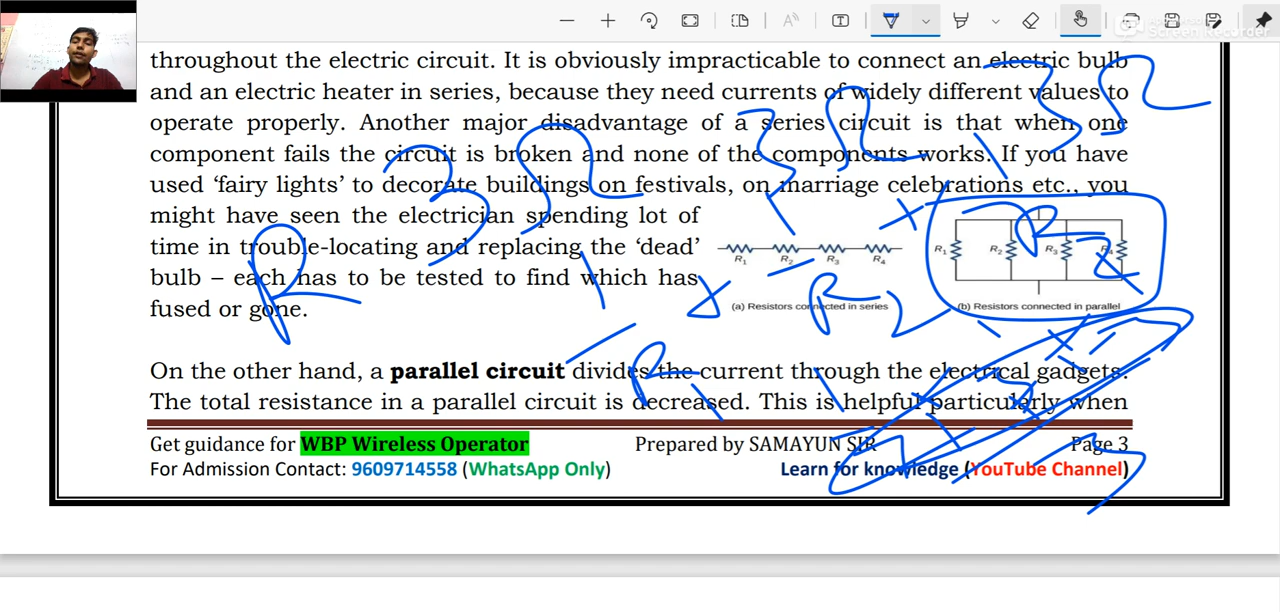 throughout the electric circuit. It is obviously impracticable to connect an electric bulb
and an electric heater in series, because they need currents of widely different values to
operate properly. Another major disadvantage of a series circuit is that when one
component fails the circuit is broken and none of the components works. If you have
used ‘fairy lights’ to decorate buildings on festivals, on marriage celebrations etc., you
might have seen the electrician spending lot of
time in trouble-locating and replacing the ‘dead’
bulb – each has to be tested to find which has
fused or gone.
R₁ R₂ R₃ R₄
(a) Resistors connected in series
R₁ R₂ R₃
(b) Resistors connected in parallel
3Ω
3Ω
3Ω
R
R₁
R₂
On the other hand, a parallel circuit divides the current through the electrical gadgets.
The total resistance in a parallel circuit is decreased. This is helpful particularly when
Get guidance for WBP Wireless Operator Prepared by SAMAYUN SIR Page 3
For Admission Contact: 9609714558 (WhatsApp Only) Learn for knowledge (YouTube Channel)
Screen Recorder